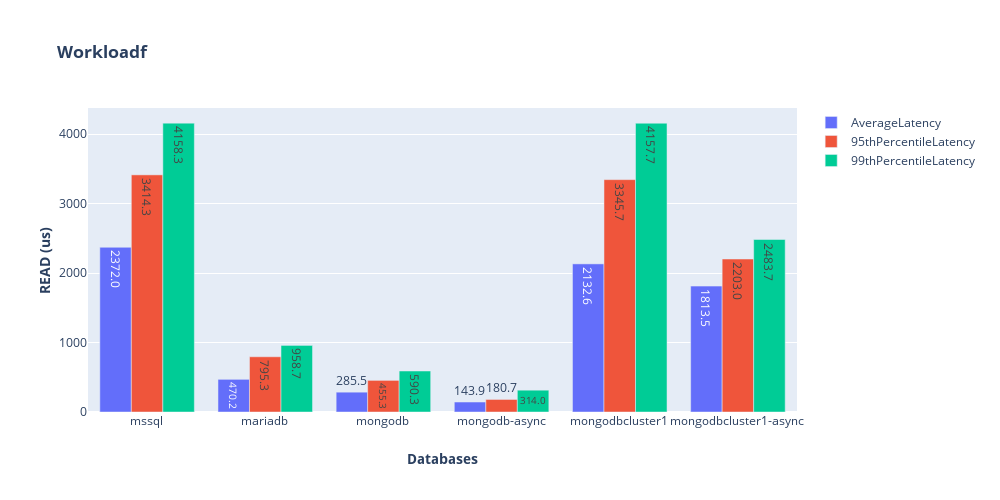 Workloadf
AverageLatency
95thPercentileLatency
99thPercentileLatency
READ (us)
4000
3000
2000
1000
0
2372.0
3414.3
4158.3
470.2
795.3
958.7
285.5
455.3
590.3
143.9
180.7
314.0
2132.6
3345.7
4157.7
1813.5
2203.0
2483.7
mssql
mariadb
mongodb
mongodb-async
mongodbcluster1
mongodbcluster1-async
Databases